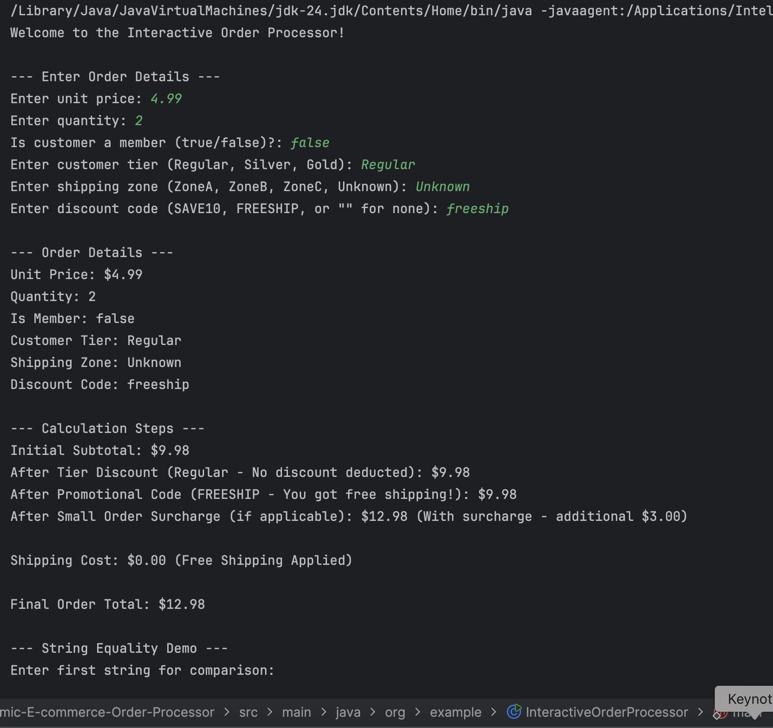 /Library/Java/JavaVirtualMachines/jdk-24.jdk/Contents/Home/bin/java -javaagent:/Applications/Intel
Welcome to the Interactive Order Processor!
--- Enter Order Details ---
Enter unit price: 4.99
Enter quantity: 2
Is customer a member (true/false)?: false
Enter customer tier (Regular, Silver, Gold): Regular
Enter shipping zone (ZoneA, ZoneB, ZoneC, Unknown): Unknown
Enter discount code (SAVE10, FREESHIP, or "" for none): freeship
--- Order Details ---
Unit Price: $4.99
Quantity: 2
Is Member: false
Customer Tier: Regular
Shipping Zone: Unknown
Discount Code: freeship
--- Calculation Steps ---
Initial Subtotal: $9.98
After Tier Discount (Regular - No discount deducted): $9.98
After Promotional Code (FREESHIP - You got free shipping!): $9.98
After Small Order Surcharge (if applicable): $12.98 (With surcharge - additional $3.00)
Shipping Cost: $0.00 (Free Shipping Applied)
Final Order Total: $12.98
--- String Equality Demo ---
Enter first string for comparison:
Keynot
mic-E-commerce-Order-Processor > src > main > java > org > example > InteractiveOrderProcessor >